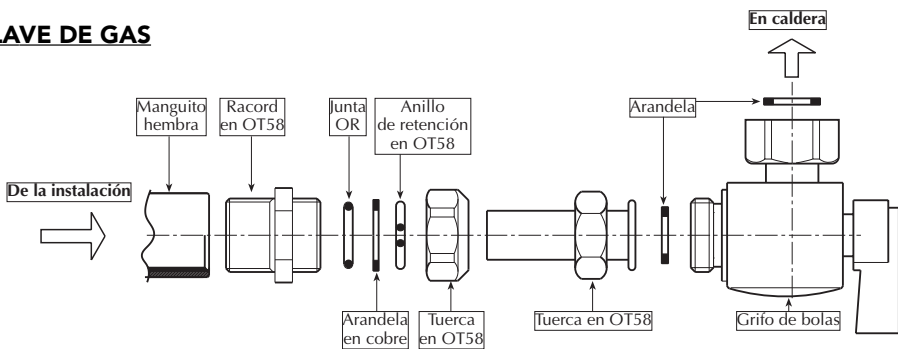 LAVE DE GAS
En caldera
Manguito
hembra
Racord
en OT58
Junta
OR
Anillo
de retención
en OT58
Arandela
De la instalación
Arandela
en cobre
Tuerca
en OT58
Tuerca en OT58
Grifo de bolas